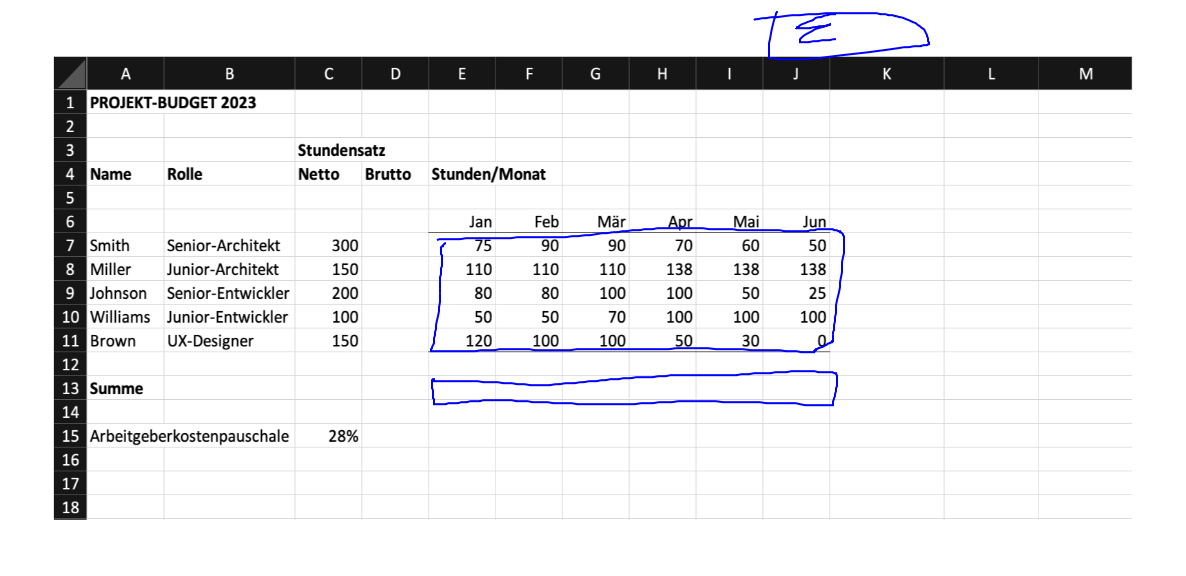 Σ
A B C D E F G H I J K L M
1 PROJEKT-BUDGET 2023
2
3 Stundensatz
4 Name Rolle Netto Brutto Stunden/Monat
5
6 Jan Feb Mär Apr Mai Jun
7 Smith Senior-Architekt 300 75 90 90 70 60 50
8 Miller Junior-Architekt 150 110 110 110 138 138 138
9 Johnson Senior-Entwickler 200 80 80 100 100 50 25
10 Williams Junior-Entwickler 100 50 50 70 100 100 100
11 Brown UX-Designer 150 120 100 100 50 30 0
12
13 Summe
14
15 Arbeitgeberkostenpauschale 28%
16
17
18